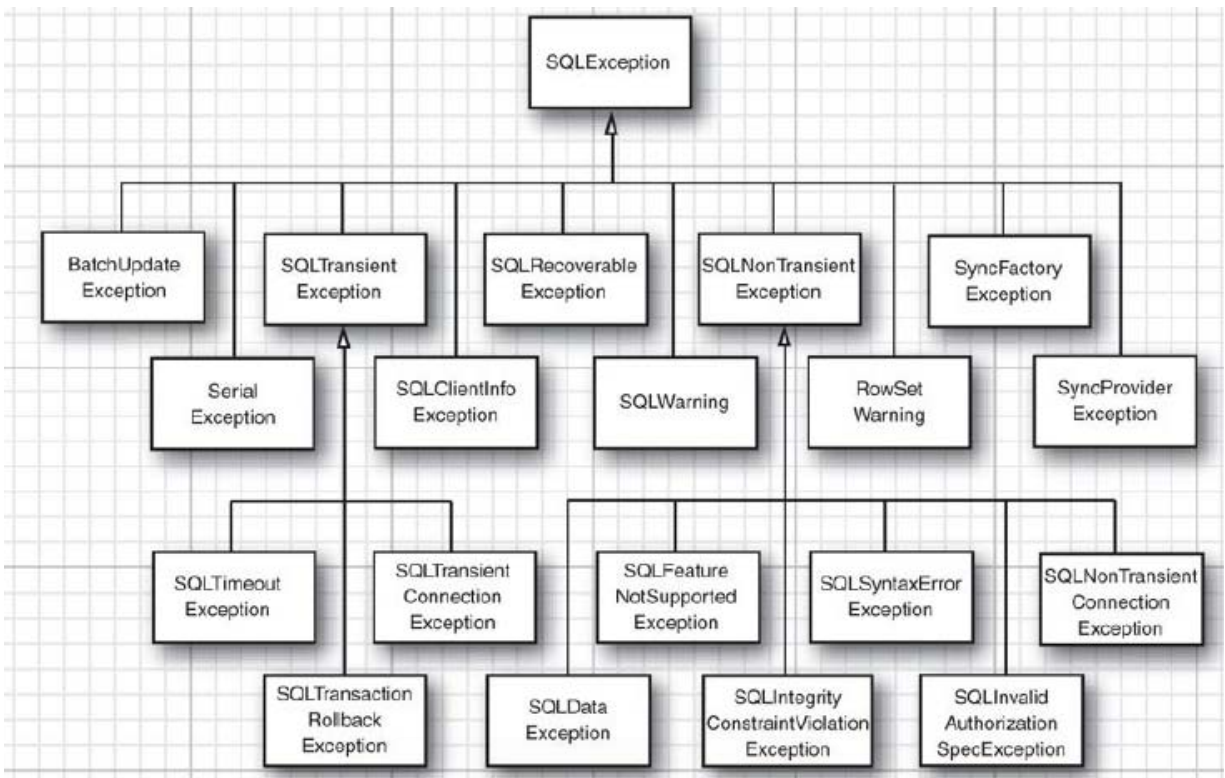 SQLException
BatchUpdate
Exception
SQLTransient
Exception
SQLRecoverable
Exception
SQLNonTransient
Exception
SyncFactory
Exception
Serial
Exception
SQLClientInfo
Exception
SQLWarning
RowSet
Warning
SyncProvider
Exception
SQLTimeout
Exception
SQLTransient
Connection
Exception
SQLFeature
NotSupported
Exception
SQLSyntaxError
Exception
SQLNonTransient
Connection
Exception
SQLTransaction
Rollback
Exception
SQLData
Exception
SQLIntegrity
ConstraintViolation
Exception
SQLInvalid
Authorization
SpecException